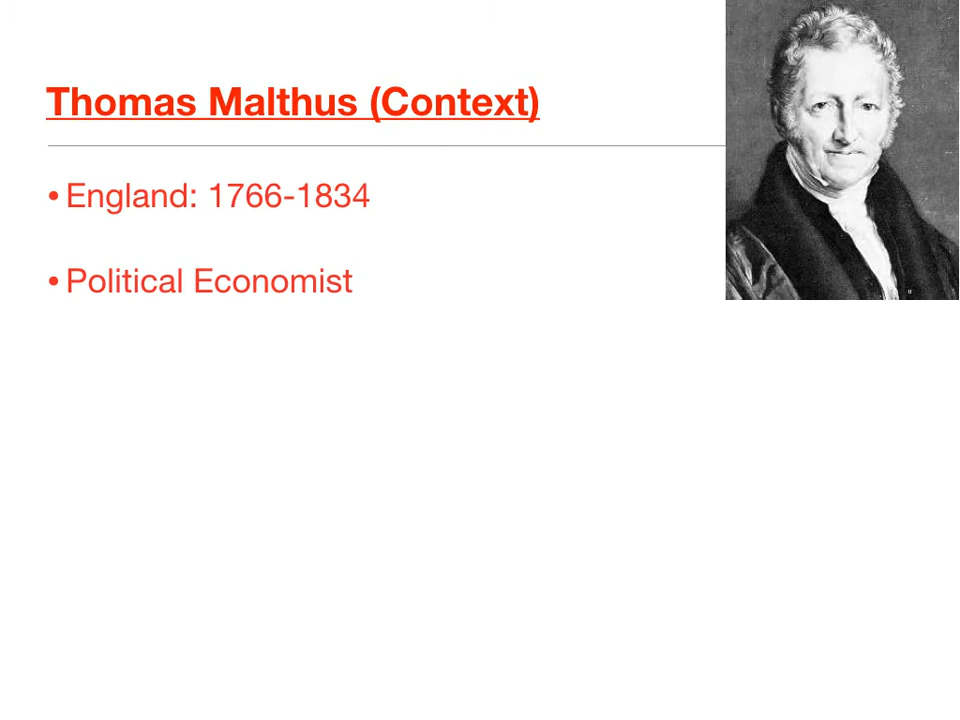 Thomas Malthus (Context)
• England: 1766-1834
• Political Economist